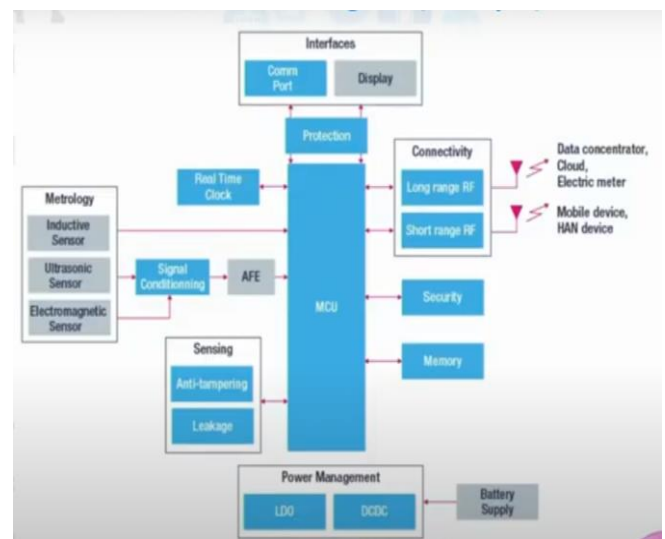 Interfaces
Comm
Port
Display
Protection
Real Time
Clock
Connectivity
Long range RF
Short range RF
Data concentrator,
Cloud,
Electric meter
Mobile device,
HAN device
Metrology
Inductive
Sensor
Ultrasonic
Sensor
Electromagnetic
Sensor
Signal
Conditionning
AFE
MCU
Security
Memory
Sensing
Anti-tampering
Leakage
Power Management
LDO
DCDC
Battery
Supply